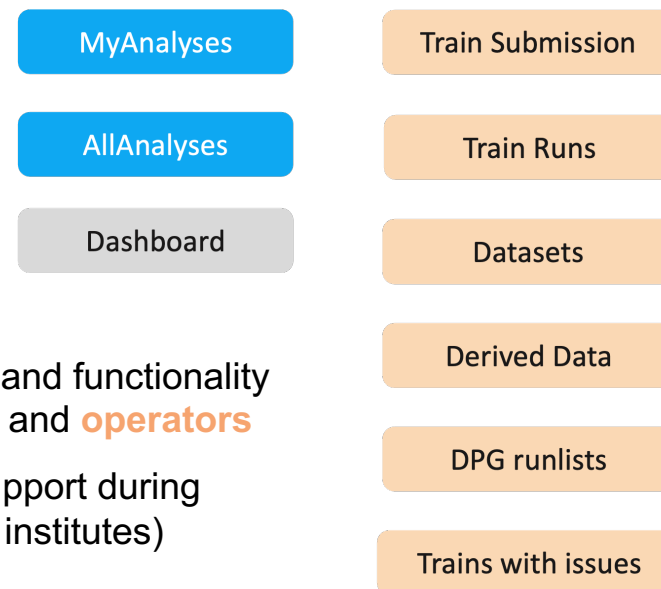 MyAnalyses
AllAnalyses
Dashboard
and functionality
and operators
pport during
institutes)
Train Submission
Train Runs
Datasets
Derived Data
DPG runlists
Trains with issues